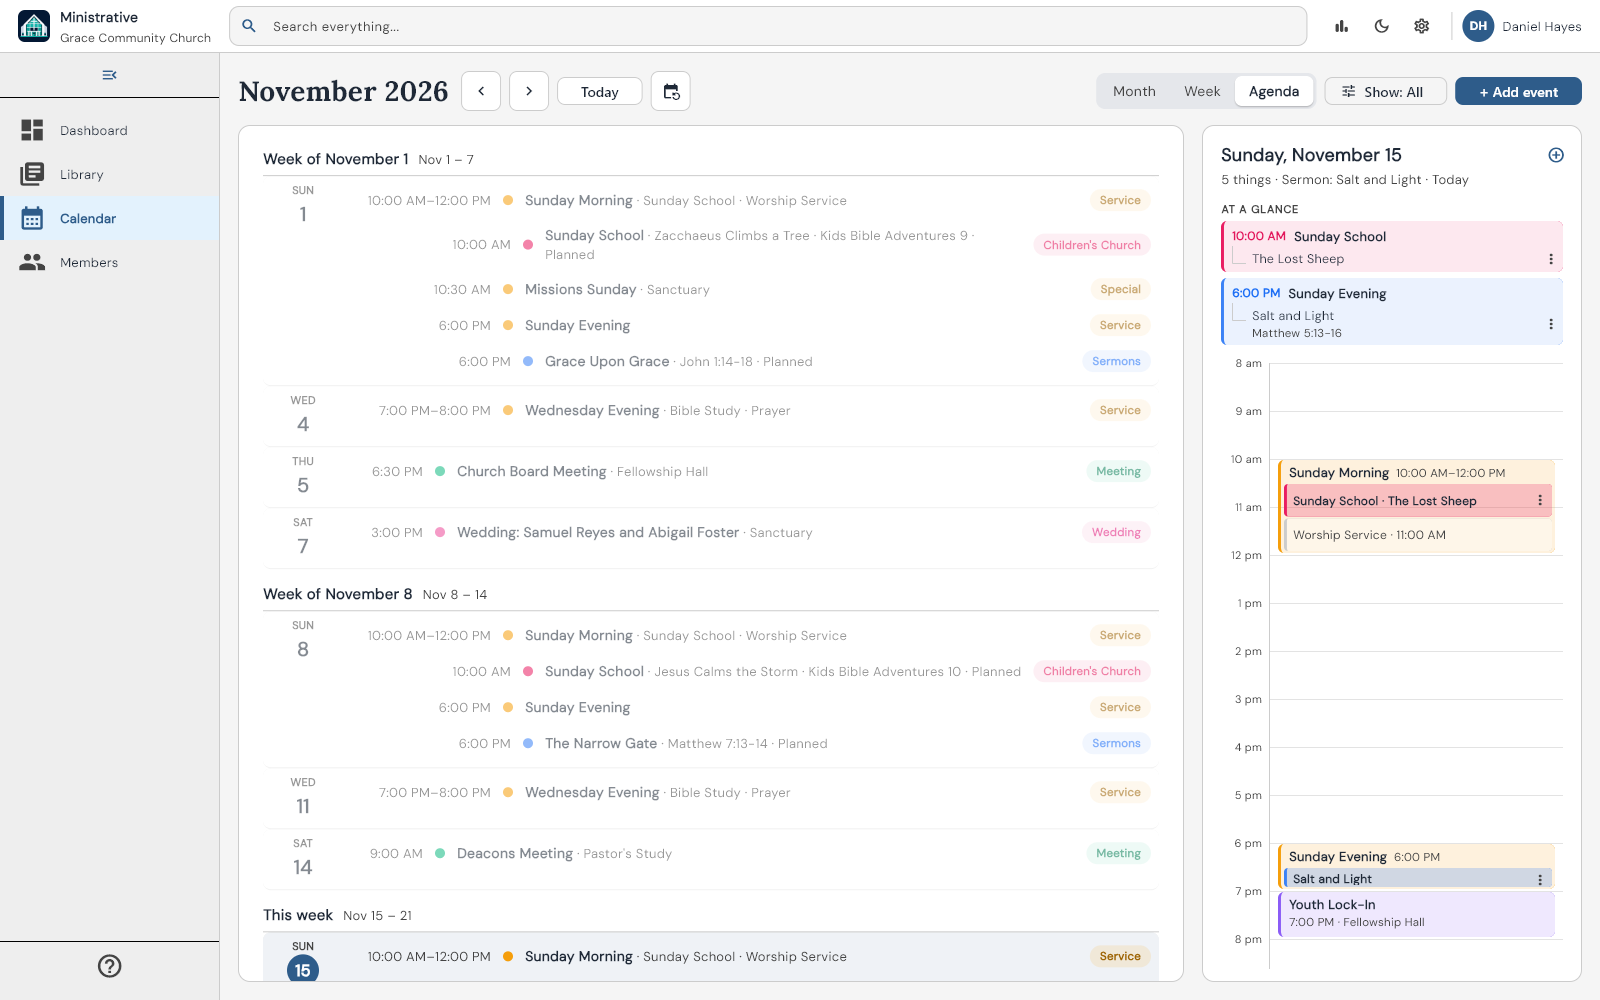 Ministrative
Grace Community Church
Search everything...
DH
Daniel Hayes
Dashboard
Library
Calendar
Members
November 2026
Today
Month
Week
Agenda
Show: All
+ Add event
Week of November 1 Nov 1 – 7
SUN
1
10:00 AM–12:00 PM Sunday Morning · Sunday School · Worship Service Service
10:00 AM Sunday School · Zacchaeus Climbs a Tree · Kids Bible Adventures 9 ·
Planned
Children's Church
10:30 AM Missions Sunday · Sanctuary Special
6:00 PM Sunday Evening Service
6:00 PM Grace Upon Grace · John 1:14-18 · Planned Sermons
WED
4
7:00 PM–8:00 PM Wednesday Evening · Bible Study · Prayer Service
THU
5
6:30 PM Church Board Meeting · Fellowship Hall Meeting
SAT
7
3:00 PM Wedding: Samuel Reyes and Abigail Foster · Sanctuary Wedding
Week of November 8 Nov 8 – 14
SUN
8
10:00 AM–12:00 PM Sunday Morning · Sunday School · Worship Service Service
10:00 AM Sunday School · Jesus Calms the Storm · Kids Bible Adventures 10 · Planned Children's Church
6:00 PM Sunday Evening Service
6:00 PM The Narrow Gate · Matthew 7:13-14 · Planned Sermons
WED
11
7:00 PM–8:00 PM Wednesday Evening · Bible Study · Prayer Service
SAT
14
9:00 AM Deacons Meeting · Pastor's Study Meeting
This week Nov 15 – 21
SUN
15
10:00 AM–12:00 PM Sunday Morning · Sunday School · Worship Service Service
Sunday, November 15
5 things · Sermon: Salt and Light · Today
AT A GLANCE
10:00 AM Sunday School
The Lost Sheep
6:00 PM Sunday Evening
Salt and Light
Matthew 5:13-16
8 am
9 am
10 am
Sunday Morning 10:00 AM–12:00 PM
Sunday School · The Lost Sheep
11 am
Worship Service · 11:00 AM
12 pm
1 pm
2 pm
3 pm
4 pm
5 pm
6 pm
Sunday Evening 6:00 PM
Salt and Light
7 pm
Youth Lock-In
7:00 PM · Fellowship Hall
8 pm